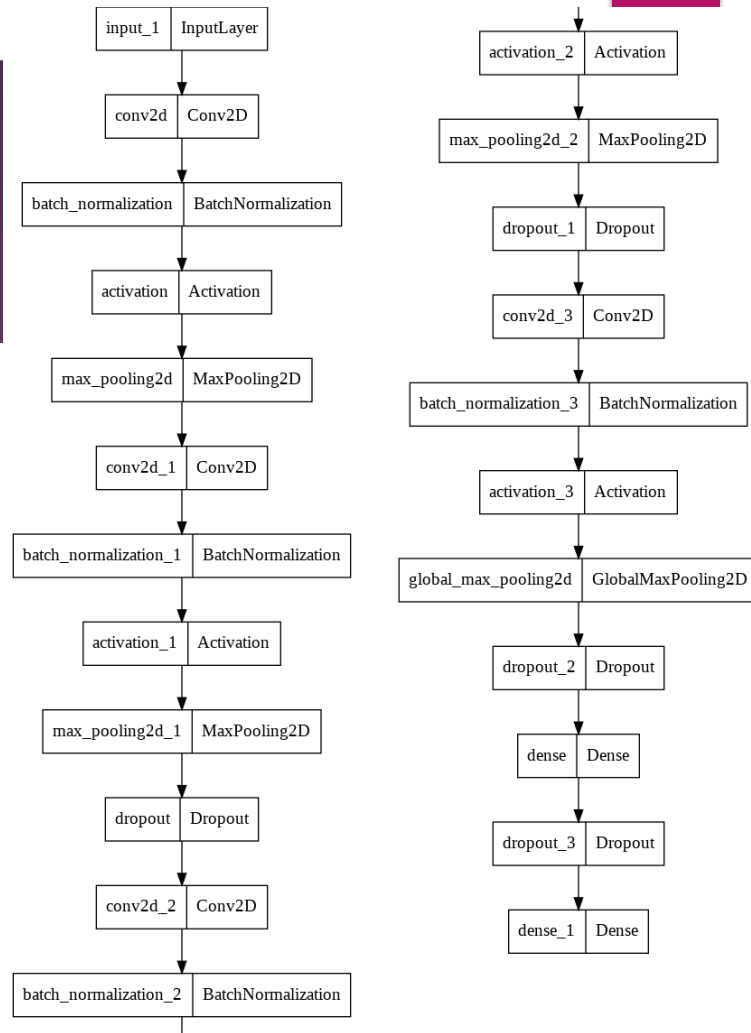 input_1 InputLayer
conv2d Conv2D
batch_normalization BatchNormalization
activation Activation
max_pooling2d MaxPooling2D
conv2d_1 Conv2D
batch_normalization_1 BatchNormalization
activation_1 Activation
max_pooling2d_1 MaxPooling2D
dropout Dropout
conv2d_2 Conv2D
batch_normalization_2 BatchNormalization
activation_2 Activation
max_pooling2d_2 MaxPooling2D
dropout_1 Dropout
conv2d_3 Conv2D
batch_normalization_3 BatchNormalization
activation_3 Activation
global_max_pooling2d GlobalMaxPooling2D
dropout_2 Dropout
dense Dense
dropout_3 Dropout
dense_1 Dense